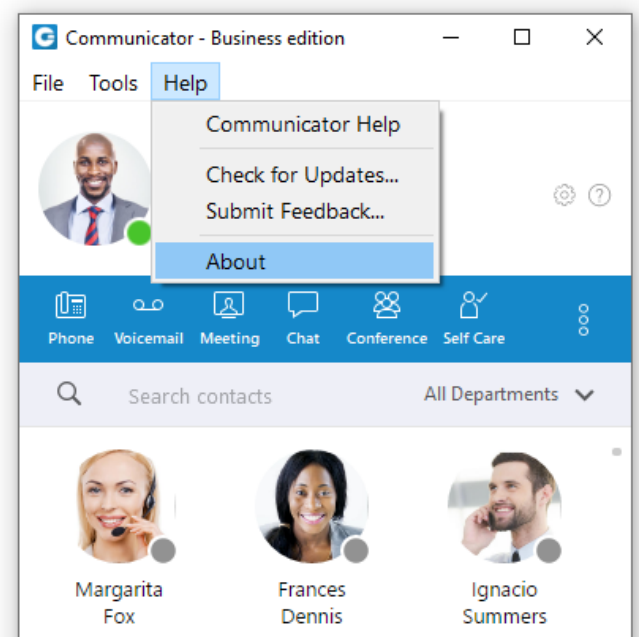 Communicator - Business edition
File Tools Help
Communicator Help
Check for Updates...
Submit Feedback...
About
Phone Voicemail Meeting Chat Conference Self Care
Search contacts All Departments
Margarita Fox
Frances Dennis
Ignacio Summers